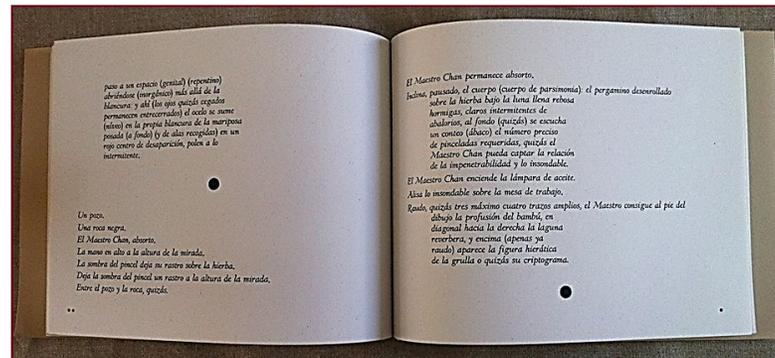 paso a un espacio (genital) (repentino)
abriéndose (inorgánico) más allá de la
blancura: y ahí (los ojos quizás cegados
permanecen entrecerrados) el ocelo se sume
(níveo) en la propia blancura de la mariposa
posada (a fondo) (y de alas recogidas) en un
rojo centro de desaparición, polen a lo
intermitente.
Un pozo.
Una roca negra.
El Maestro Chan, absorto.
La mano en alto a la altura de la mirada.
La sombra del pincel deja su rastro sobre la hierba.
Deja la sombra del pincel un rastro a la altura de la mirada.
Entre el pozo y la roca, quizás.
El Maestro Chan permanece absorto.
Inclina, pausado, el cuerpo (cuerpo de parsimonia): el pergamino desenrollado
sobre la hierba bajo la luna llena rebosa
hormigas, claros intermitentes de
abalorios, al fondo (quizás) se escucha
un conteo (ábaco) el número preciso
de pinceladas requeridas, quizás el
Maestro Chan pueda captar la relación
de la impenetrabilidad y lo insondable.
El Maestro Chan enciende la lámpara de aceite.
Alisa lo insondable sobre la mesa de trabajo.
Raudo, quizás tres máximo cuatro trazos amplios, el Maestro consigue al pie del
dibujo la profusión del bambú, en
diagonal hacia la derecha la laguna
reverbera, y encima (apenas ya
raudo) aparece la figura hierática
de la grulla o quizás su criptograma.